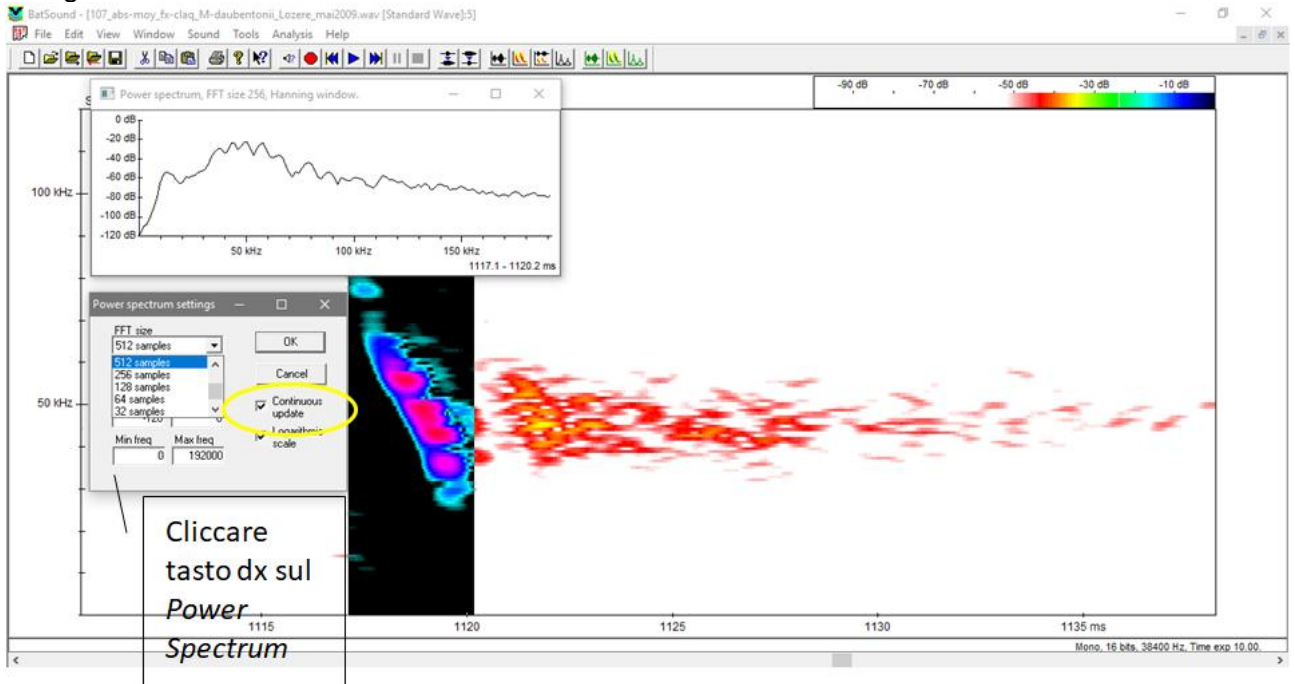 BatSound - [107_abs-moy_fx-claq_M-daubentonii_Lozere_mai2009.wav [Standard Wave]:5]
File Edit View Window Sound Tools Analysis Help
-90 dB -70 dB -50 dB -30 dB -10 dB
Power spectrum, FFT size 256, Hanning window.
0 dB
-20 dB
-40 dB
-60 dB
-80 dB
-100 dB
-120 dB
50 kHz 100 kHz 150 kHz
1117.1 - 1120.2 ms
100 kHz
50 kHz
Power spectrum settings
FFT size
512 samples
512 samples
256 samples
128 samples
64 samples
32 samples
OK
Cancel
Continuous
update
Logarithmic
scale
-120 0
Min freq Max freq
0 192000
Cliccare
tasto dx sul
Power
Spectrum
1115 1120 1125 1130 1135 ms
Mono, 16 bits, 38400 Hz, Time exp 10.00.